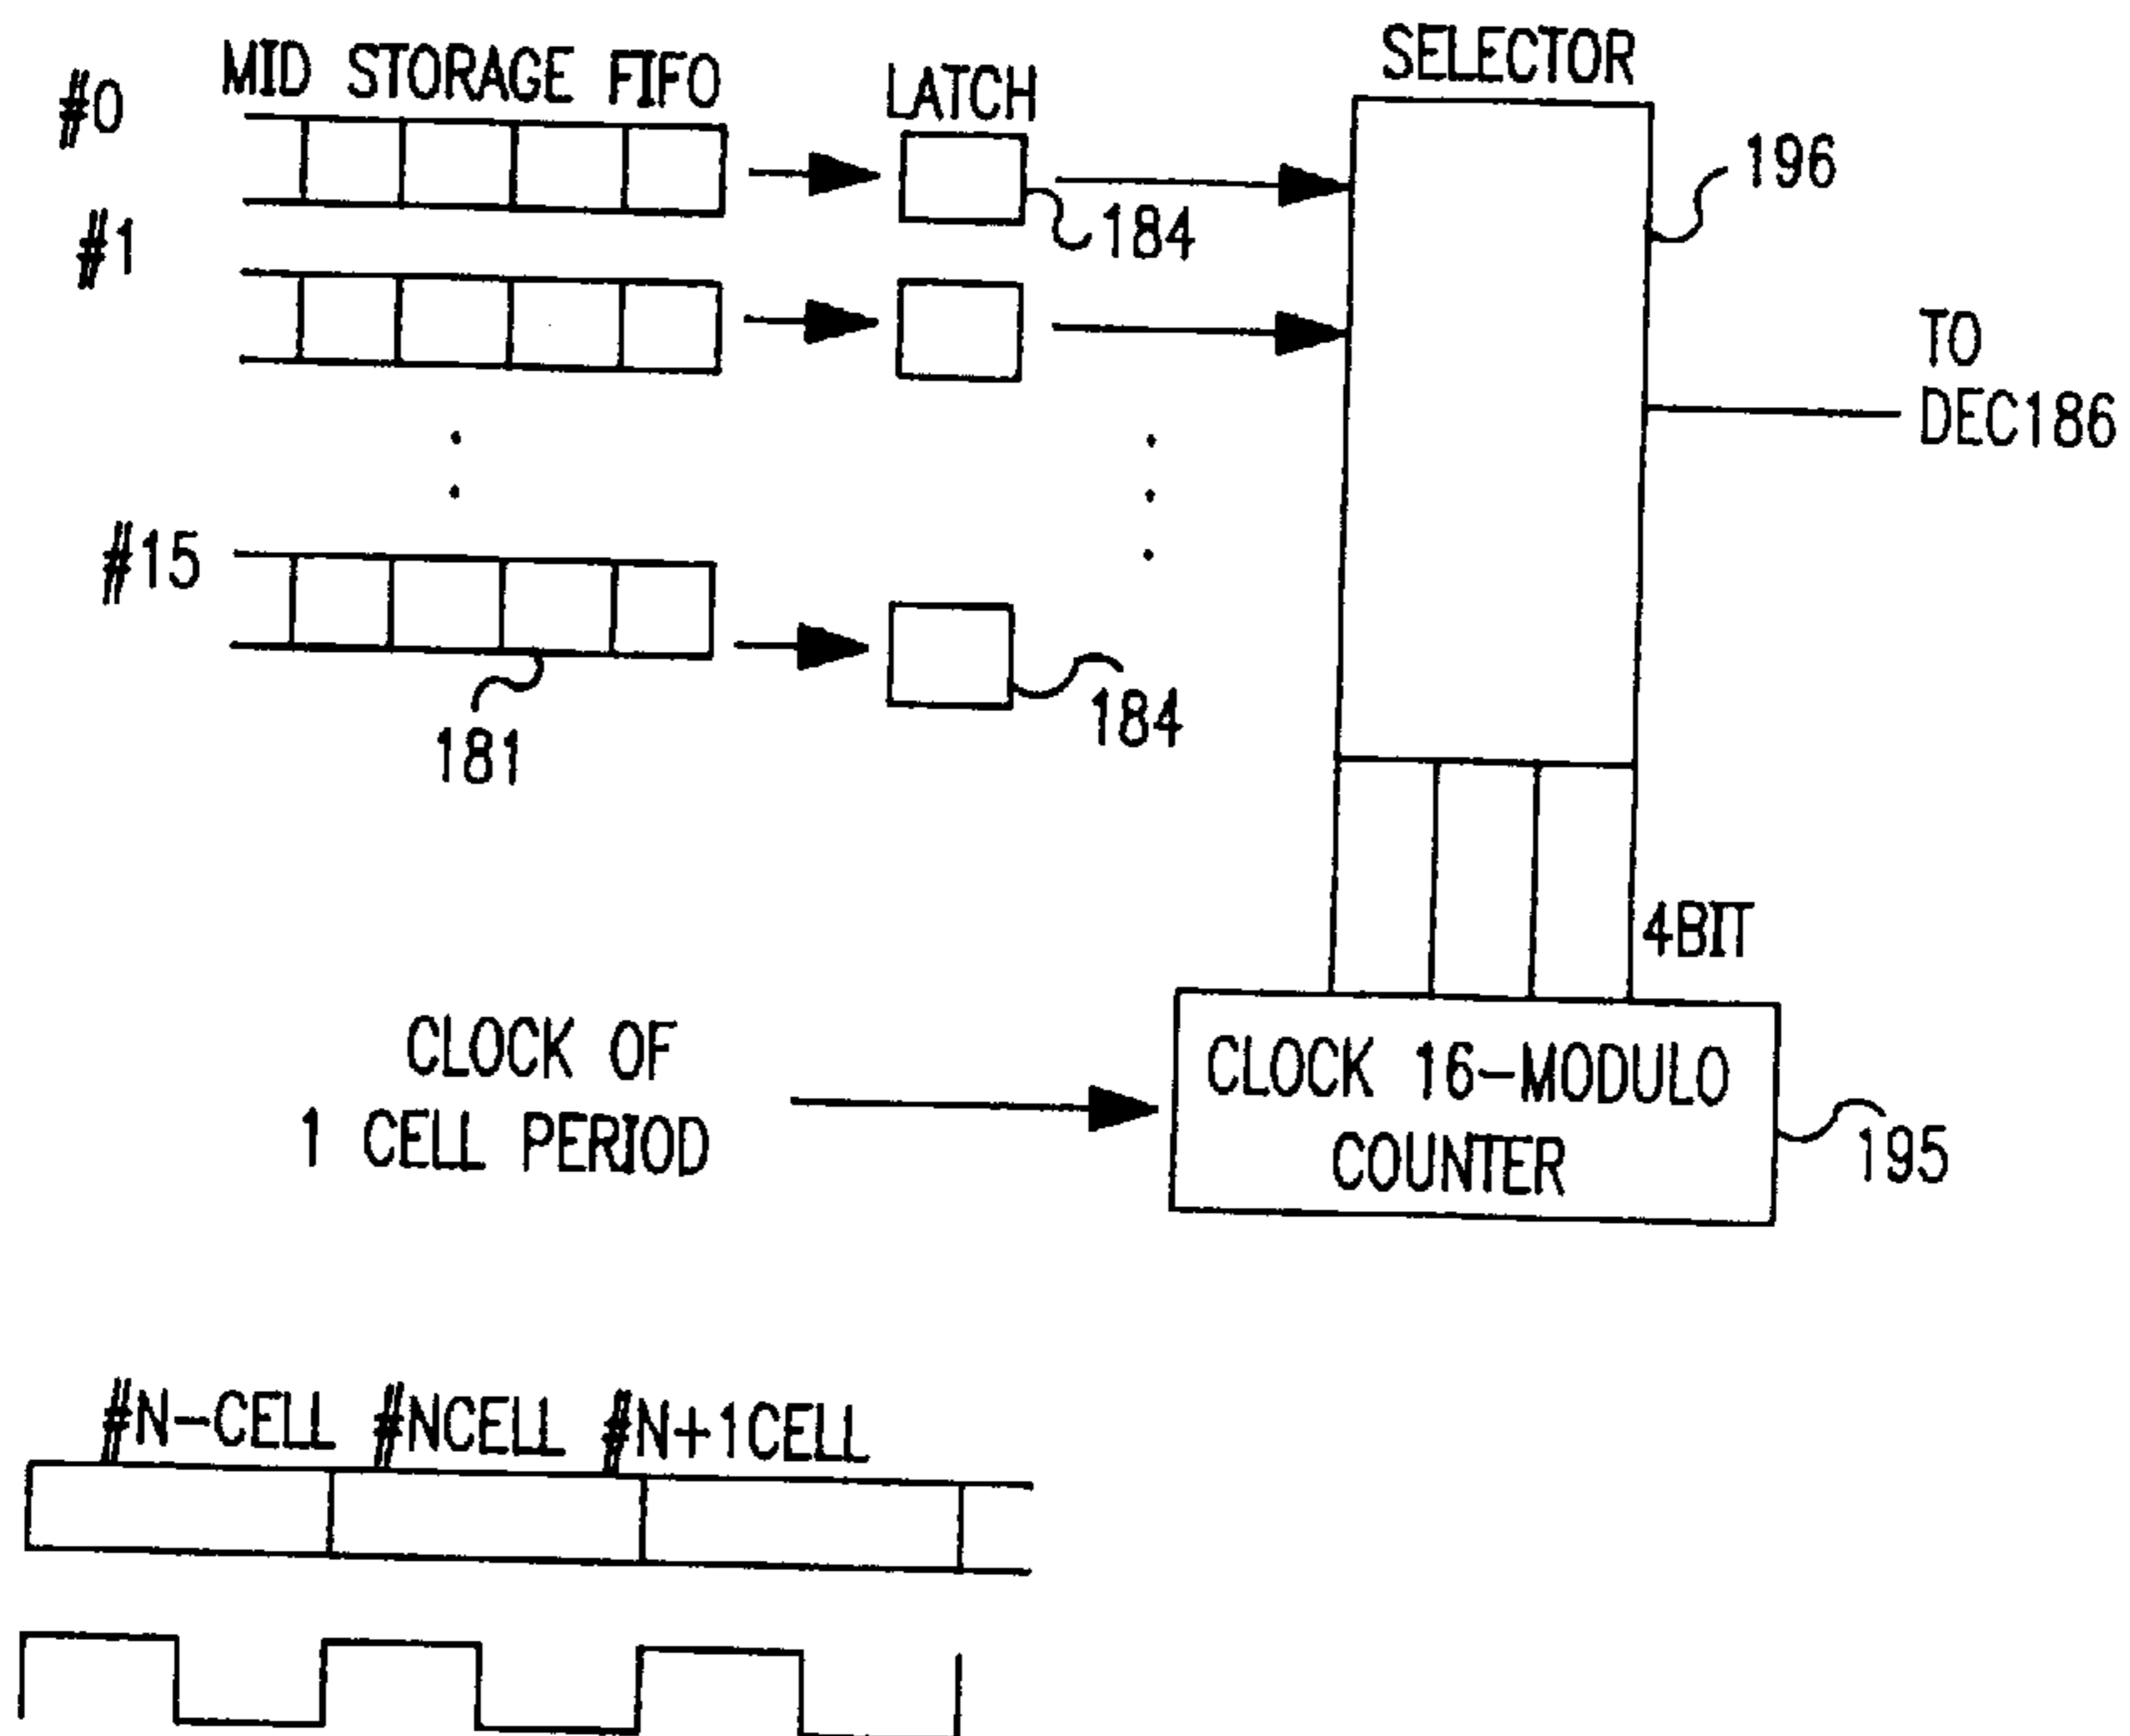 #0
MID STORAGE FIFO
LATCH
SELECTOR
196
184
#1
TO
DEC186
#15
184
181
4BIT
CLOCK OF
1 CELL PERIOD
CLOCK 16-MODULO
COUNTER
195
#N-CELL #NCELL #N+1CELL